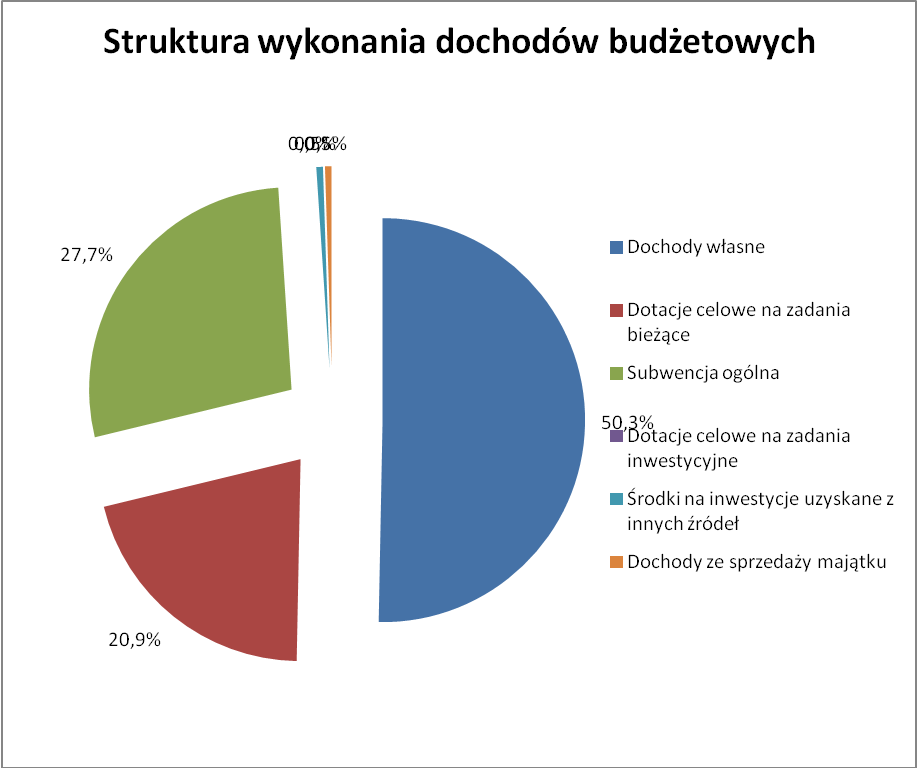 Struktura wykonania dochodów budżetowych
27,7%
20,9%
50,3%
Dochody własne
Dotacje celowe na zadania
bieżące
Subwencja ogólna
Dotacje celowe na zadania
inwestycyjne
Środki na inwestycje uzyskane z
innych źródeł
Dochody ze sprzedaży majątku